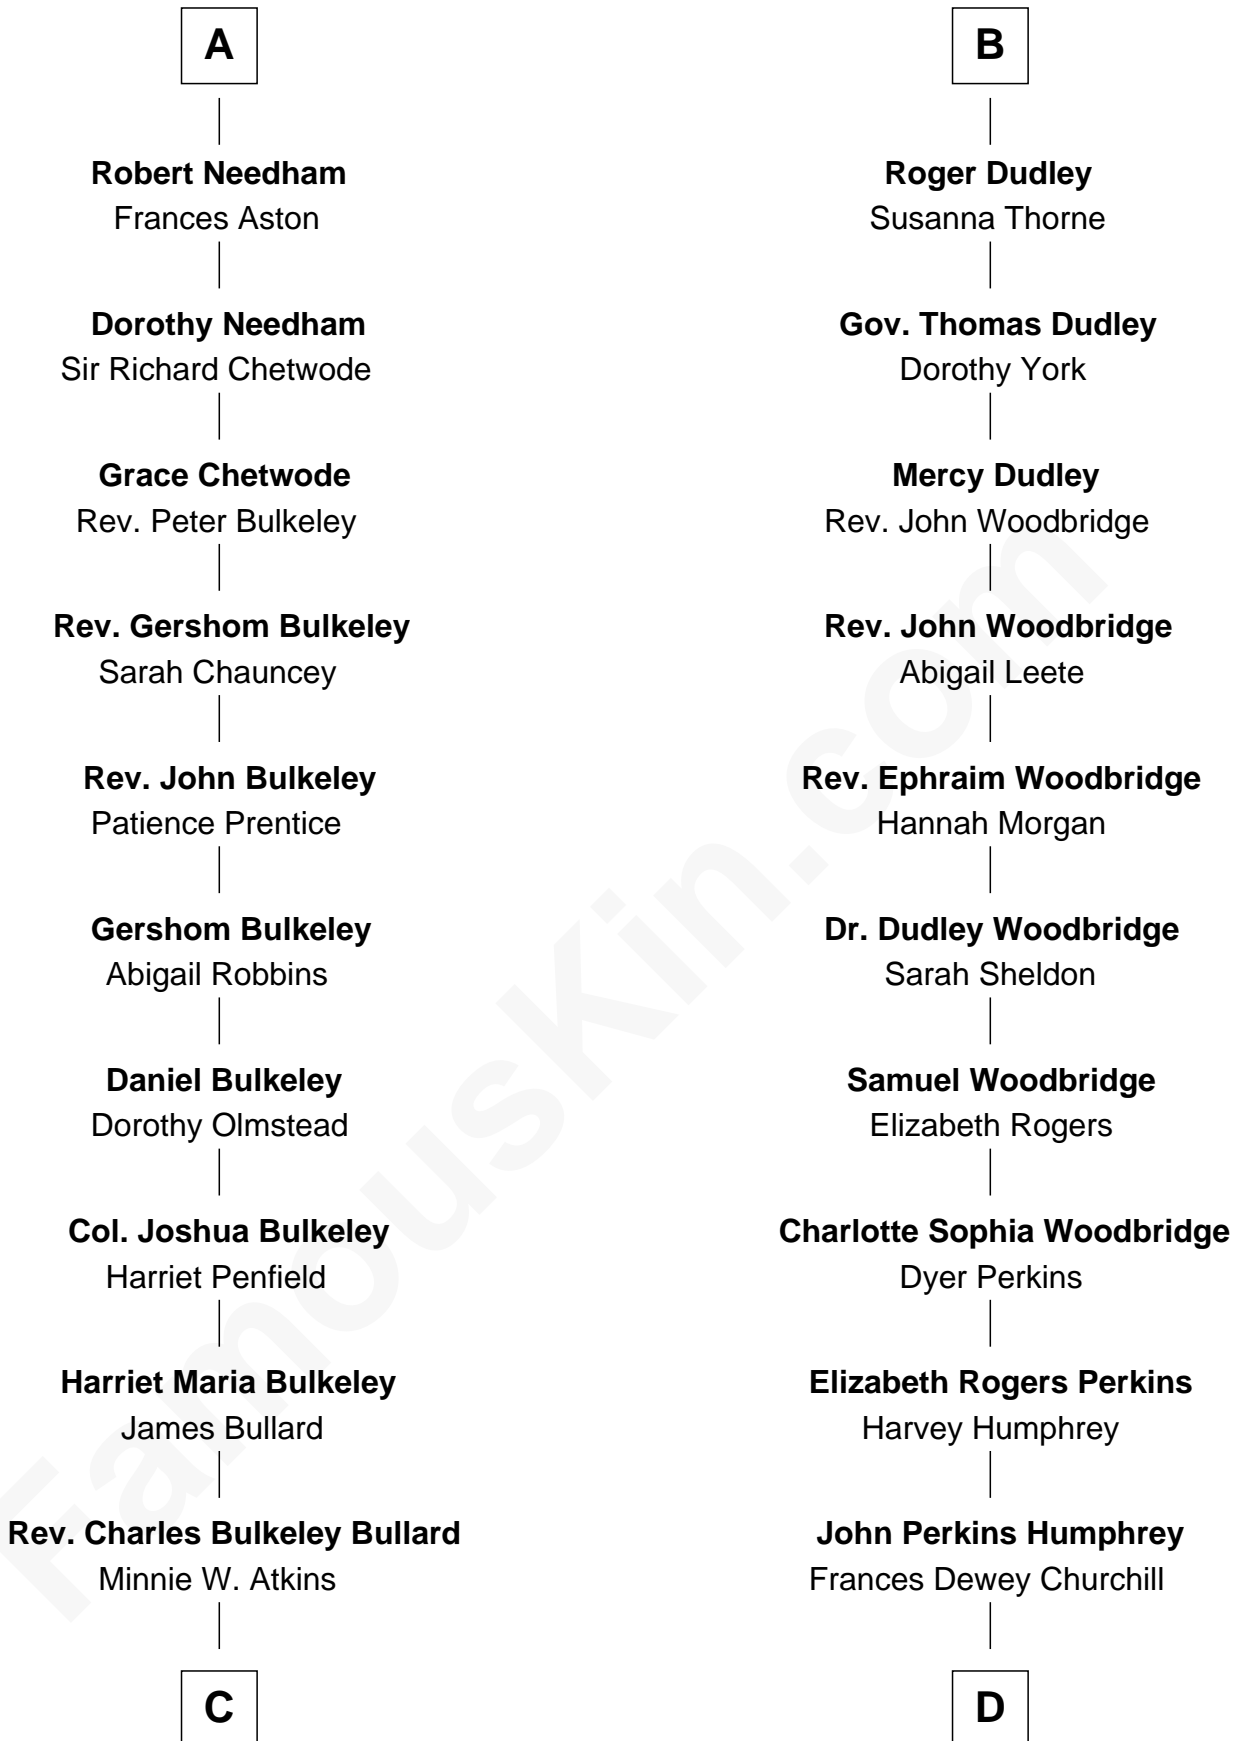 A
Robert Needham
Frances Aston
Dorothy Needham
Sir Richard Chetwode
Grace Chetwode
Rev. Peter Bulkeley
Rev. Gershom Bulkeley
Sarah Chauncey
Rev. John Bulkeley
Patience Prentice
Gershom Bulkeley
Abigail Robbins
Daniel Bulkeley
Dorothy Olmstead
Col. Joshua Bulkeley
Harriet Penfield
Harriet Maria Bulkeley
James Bullard
Rev. Charles Bulkeley Bullard
Minnie W. Atkins
C
B
Roger Dudley
Susanna Thorne
Gov. Thomas Dudley
Dorothy York
Mercy Dudley
Rev. John Woodbridge
Rev. John Woodbridge
Abigail Leete
Rev. Ephraim Woodbridge
Hannah Morgan
Dr. Dudley Woodbridge
Sarah Sheldon
Samuel Woodbridge
Elizabeth Rogers
Charlotte Sophia Woodbridge
Dyer Perkins
Elizabeth Rogers Perkins
Harvey Humphrey
John Perkins Humphrey
Frances Dewey Churchill
D
FamousKin.com